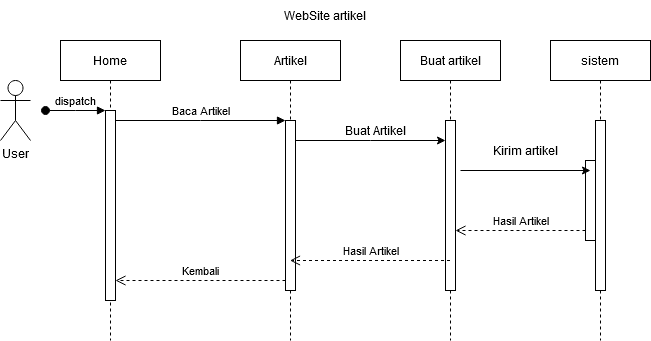 WebSite artikel
Home
Artikel
Buat artikel
sistem
dispatch
User
Baca Artikel
Buat Artikel
Kirim artikel
Hasil Artikel
Hasil Artikel
Kembali